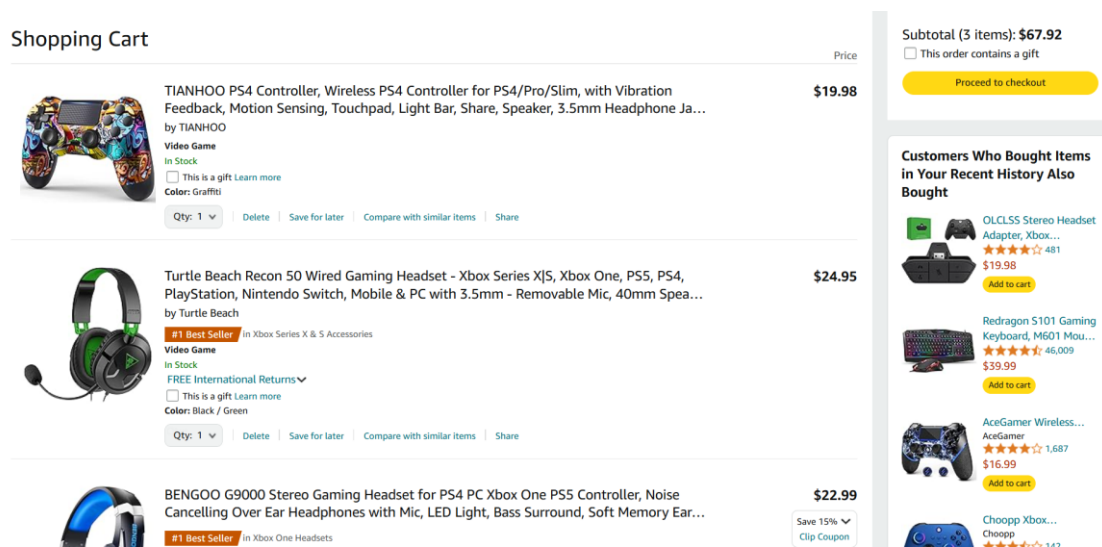 Shopping Cart
Price
TIANHOO PS4 Controller, Wireless PS4 Controller for PS4/Pro/Slim, with Vibration
Feedback, Motion Sensing, Touchpad, Light Bar, Share, Speaker, 3.5mm Headphone Ja...
$19.98
by TIANHOO
Video Game
In Stock
This is a gift Learn more
Color: Graffiti
Qty: 1
Delete
Save for later
Compare with similar items
Share
Turtle Beach Recon 50 Wired Gaming Headset - Xbox Series X|S, Xbox One, PS5, PS4,
PlayStation, Nintendo Switch, Mobile & PC with 3.5mm - Removable Mic, 40mm Spea...
$24.95
by Turtle Beach
#1 Best Seller in Xbox Series X & S Accessories
Video Game
In Stock
FREE International Returns
This is a gift Learn more
Color: Black / Green
Qty: 1
Delete
Save for later
Compare with similar items
Share
BENGOO G9000 Stereo Gaming Headset for PS4 PC Xbox One PS5 Controller, Noise
Cancelling Over Ear Headphones with Mic, LED Light, Bass Surround, Soft Memory Ear...
$22.99
Save 15%
Clip Coupon
#1 Best Seller in Xbox One Headsets
Subtotal (3 items): $67.92
This order contains a gift
Proceed to checkout
Customers Who Bought Items
in Your Recent History Also
Bought
OLCLSS Stereo Headset
Adapter, Xbox...
481
$19.98
Add to cart
Redragon S101 Gaming
Keyboard, M601 Mou...
46,009
$39.99
Add to cart
AceGamer Wireless...
AceGamer
1,687
$16.99
Add to cart
Choopp Xbox...
Choopp
142